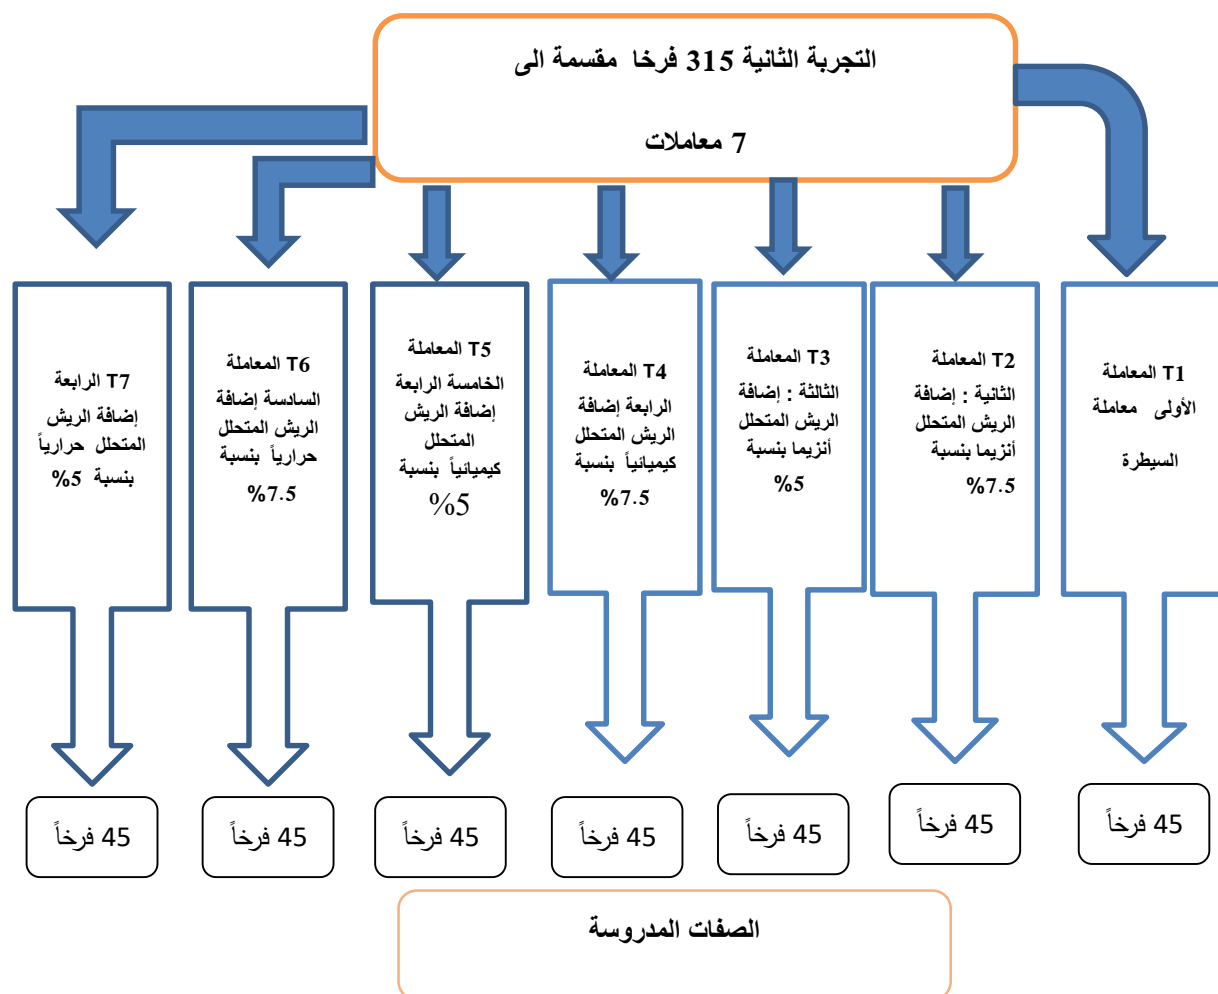 التجربة الثانية 315 فرخا مقسمة الى
7 معاملات
T1 المعاملة
الأولى معاملة
السيطرة
T2 المعاملة
الثانية : إضافة
الريش المتحلل
أنزيما بنسبة
7.5%
T3 المعاملة
الثالثة : إضافة
الريش المتحلل
أنزيما بنسبة
5%
T4 المعاملة
الرابعة إضافة
الريش المتحلل
كيميائياً بنسبة
7.5%
T5 المعاملة
الخامسة الرابعة
إضافة الريش
المتحلل
كيميائياً بنسبة
5%
T6 المعاملة
السادسة إضافة
الريش المتحلل
حرارياً بنسبة
7.5%
T7 الرابعة
إضافة الريش
المتحلل حرارياً
بنسبة 5%
45 فرخاً
45 فرخاً
45 فرخاً
45 فرخاً
45 فرخاً
45 فرخاً
45 فرخاً
الصفات المدروسة